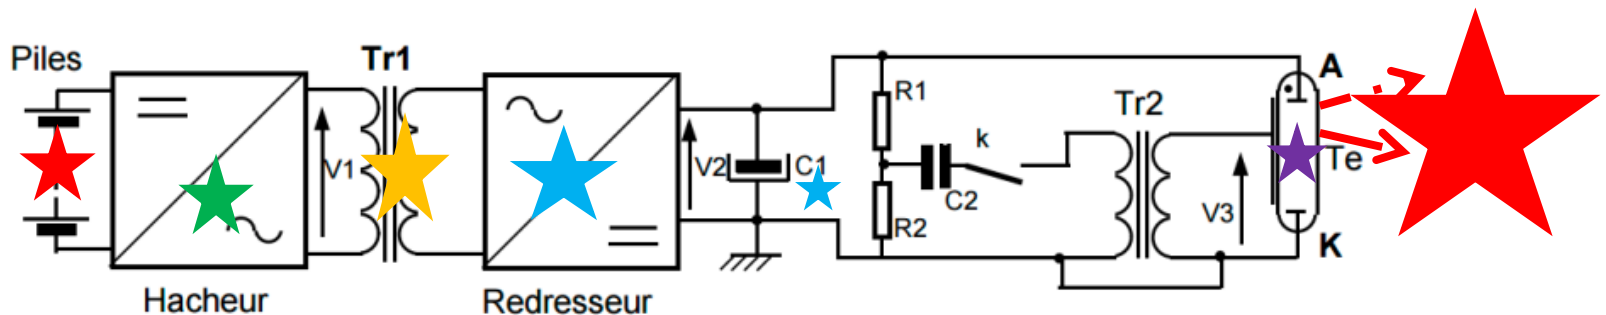 Piles
Tr1
V1
Hacheur
Redresseur
V2
C1
R1
R2
C2
k
Tr2
V3
A
Te
K